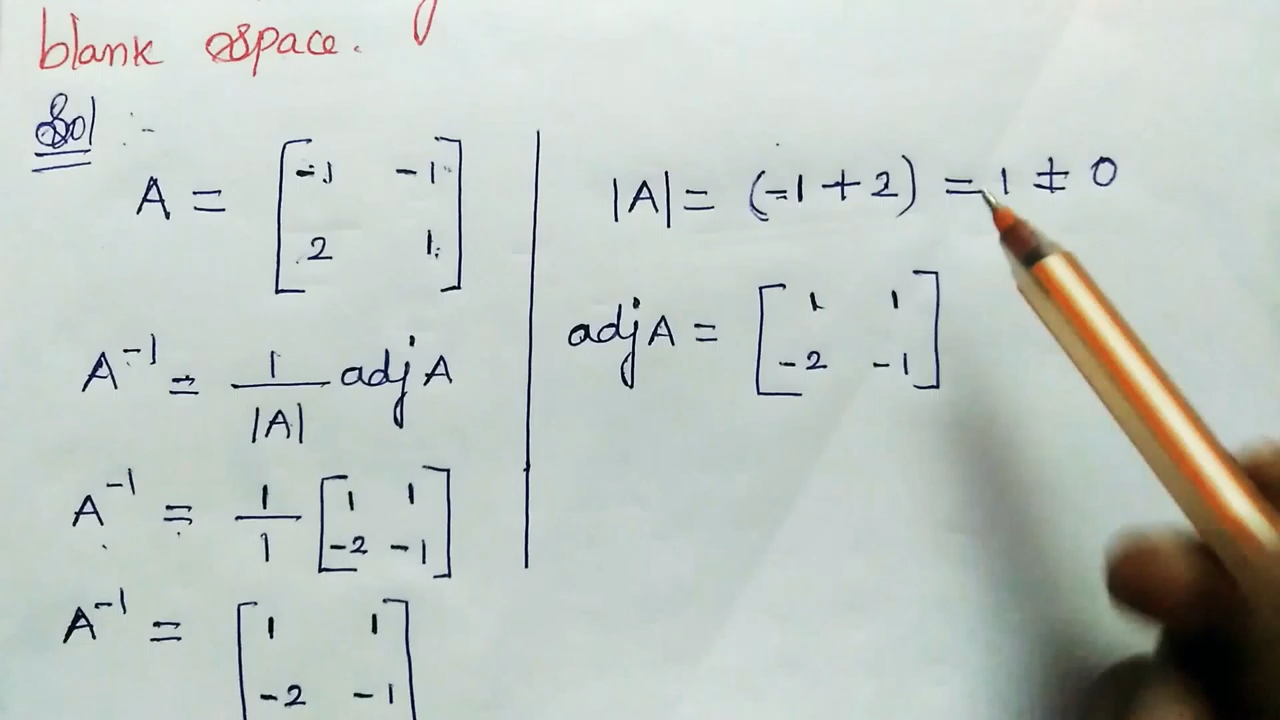 blank space.
Sol :-
A = [ -1 -1
2 1 ]
A⁻¹ = 1/|A| adj A
A⁻¹ = 1/1 [ 1 1
-2 -1 ]
A⁻¹ = [ 1 1
-2 -1
|A| = (-1 + 2) = 1 ≠ 0
adj A = [ 1 1
-2 -1 ]